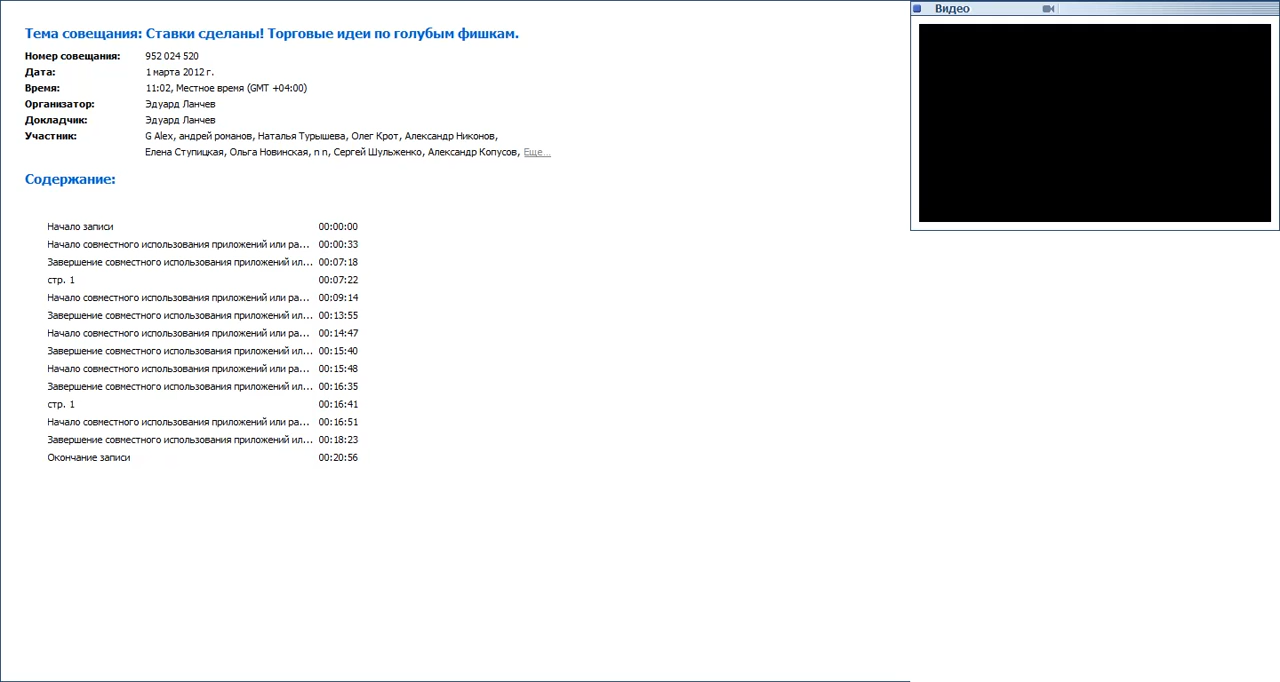 Тема совещания: Ставки сделаны! Торговые идеи по голубым фишкам.
Номер совещания: 952 024 520
Дата: 1 марта 2012 г.
Время: 11:02, Местное время (GMT +04:00)
Организатор: Эдуард Ланчев
Докладчик: Эдуард Ланчев
Участник: G Alex, андрей романов, Наталья Турышева, Олег Крот, Александр Никонов,
Елена Ступицкая, Ольга Новинская, n n, Сергей Шульженко, Александр Копусов, Еще...
Содержание:
Начало записи 00:00:00
Начало совместного использования приложений или ра... 00:00:33
Завершение совместного использования приложений ил... 00:07:18
стр. 1 00:07:22
Начало совместного использования приложений или ра... 00:09:14
Завершение совместного использования приложений ил... 00:13:55
Начало совместного использования приложений или ра... 00:14:47
Завершение совместного использования приложений ил... 00:15:40
Начало совместного использования приложений или ра... 00:15:48
Завершение совместного использования приложений ил... 00:16:35
стр. 1 00:16:41
Начало совместного использования приложений или ра... 00:16:51
Завершение совместного использования приложений ил... 00:18:23
Окончание записи 00:20:56
Видео